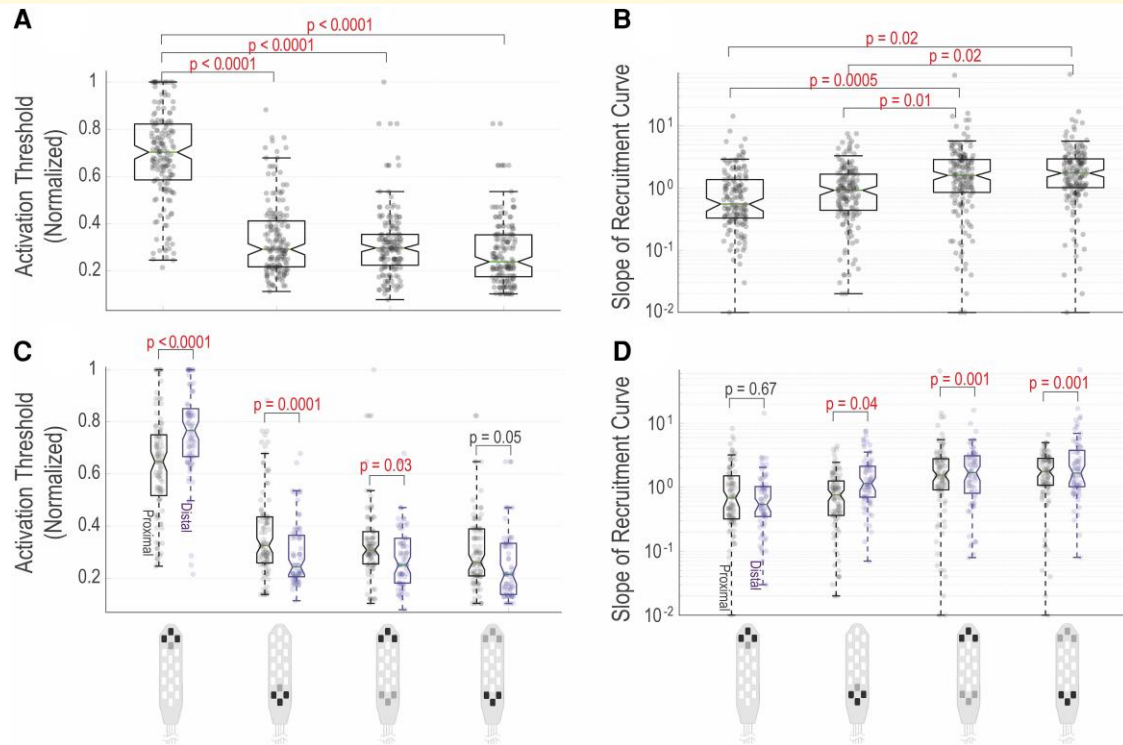 A
p < 0.0001
p < 0.0001
p < 0.0001
Activation Threshold
(Normalized)
1
0.8
0.6
0.4
0.2
B
p = 0.02
p = 0.02
p = 0.0005
p = 0.01
Slope of Recruitment Curve
10^1
10^0
10^-1
10^-2
C
p < 0.0001
p = 0.0001
p = 0.03
p = 0.05
Activation Threshold
(Normalized)
1
0.8
0.6
0.4
0.2
Proximal
Distal
D
p = 0.67
p = 0.04
p = 0.001
p = 0.001
Slope of Recruitment Curve
10^1
10^0
10^-1
10^-2
Proximal
Distal